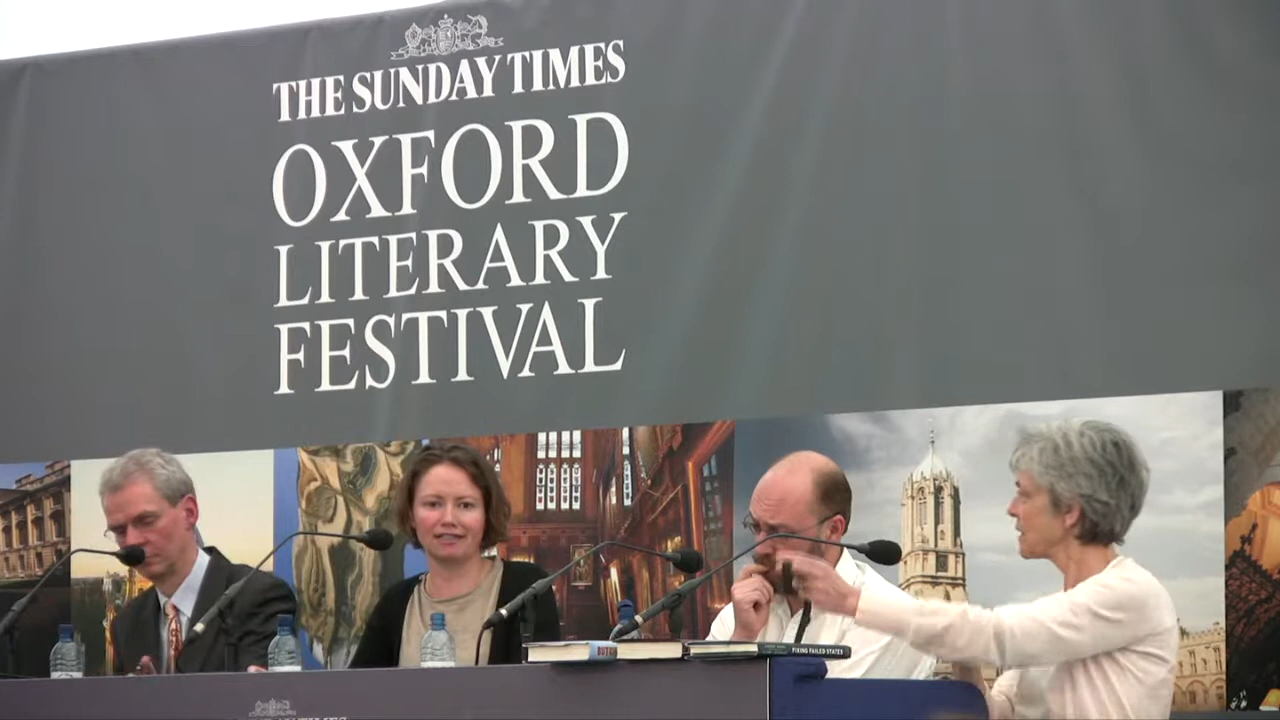 THE SUNDAY TIMES
OXFORD
LITERARY
FESTIVAL
FIXING FAILED STATES